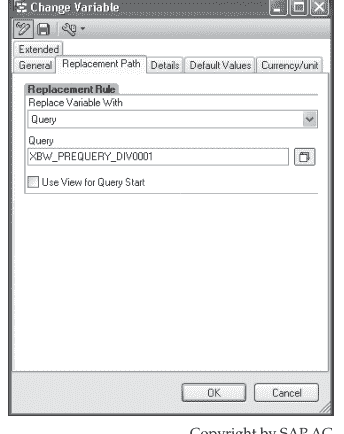 Change Variable
Extended
General Replacement Path Details Default Values Currency/unit
Replacement Rule
Replace Variable With
Query
Query
XBW_PREQUERY_DIV0001
Use View for Query Start
OK Cancel
Copyright by SAP AG